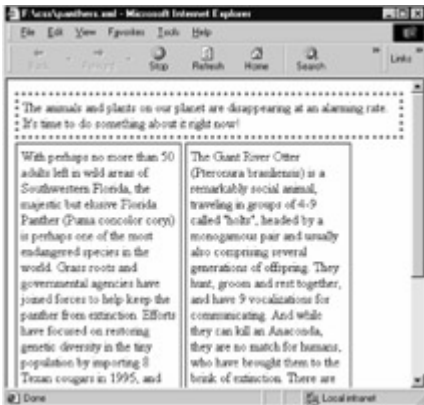 F:\css\panthers.xml - Microsoft Internet Explorer
File Edit View Favorites Tools Help
Back Forward Stop Refresh Home Search Links
The animals and plants on our planet are disappearing at an alarming rate.
It's time to do something about it right now!
With perhaps no more than 50
adults left in wild areas of
Southwestern Florida, the
majestic but elusive Florida
Panther (Puma concolor coryi)
is perhaps one of the most
endangered species in the
world. Grass roots and
governmental agencies have
joined forces to help keep the
panther from extinction. Efforts
have focused on restoring
genetic diversity in the tiny
population by importing 8
Texan cougars in 1995, and
The Giant River Otter
(Pteronura brasiliensis) is a
remarkably social animal,
traveling in groups of 4-9
called "holts", headed by a
monogamous pair and usually
also comprising several
generations of offspring. They
hunt, groom and rest together,
and have 9 vocalizations for
communicating. And while
they can kill an Anaconda,
they are no match for humans,
who have brought them to the
brink of extinction. There are
Done Local intranet